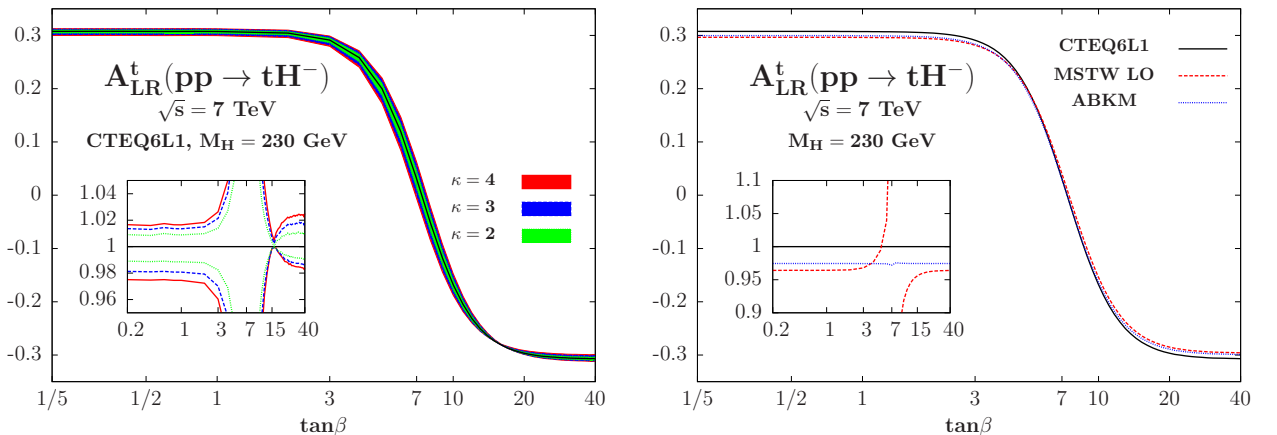 0.3
0.2
0.1
0
-0.1
-0.2
-0.3
A_LR^t(pp → tH⁻)
√s = 7 TeV
CTEQ6L1, M_H = 230 GeV
κ = 4
κ = 3
κ = 2
1.04
1.02
1
0.98
0.96
0.2 1 3 7 15 40
1/5 1/2 1 3 7 10 20 40
tanβ
0.3
0.2
0.1
0
-0.1
-0.2
-0.3
CTEQ6L1
MSTW LO
ABKM
A_LR^t(pp → tH⁻)
√s = 7 TeV
M_H = 230 GeV
1.1
1.05
1
0.95
0.9
0.2 1 3 7 15 40
1/5 1/2 1 3 7 10 20 40
tanβ